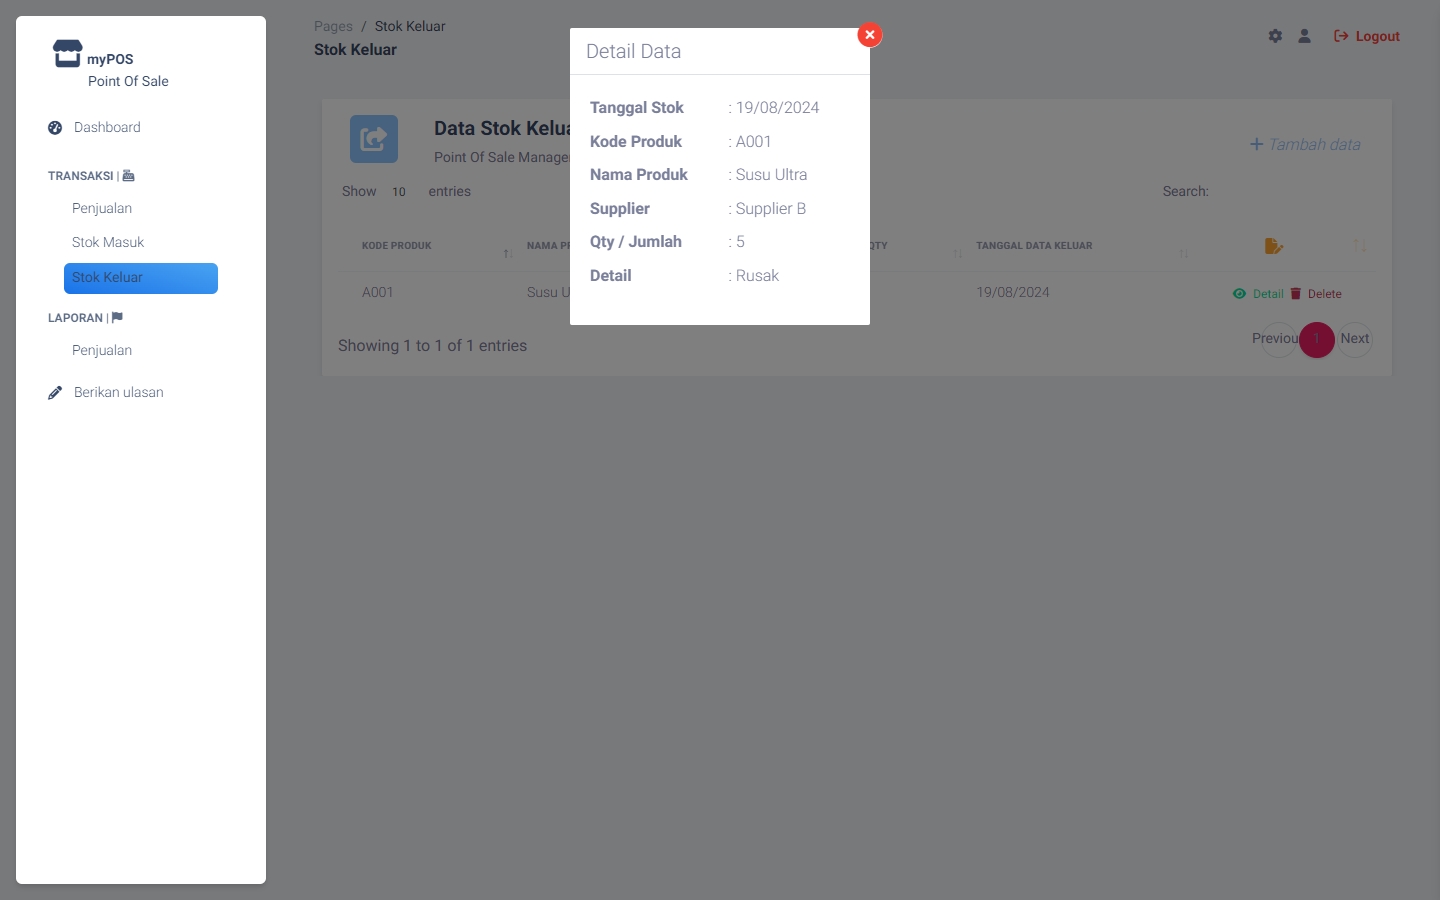 myPOS
Point Of Sale
Dashboard
TRANSAKSI |
Penjualan
Stok Masuk
Stok Keluar
LAPORAN |
Penjualan
Berikan ulasan
Pages / Stok Keluar
Stok Keluar
Logout
Data Stok
Point Of Sale
Tambah data
Show 10 entries
Search:
KODE PRODUK NAMA QTY TANGGAL DATA KELUAR
A001 Susu 19/08/2024 Detail Delete
Showing 1 to 1 of 1 entries
1 Next
Detail Data
Tanggal Stok : 19/08/2024
Kode Produk : A001
Nama Produk : Susu Ultra
Supplier : Supplier B
Qty / Jumlah : 5
Detail : Rusak